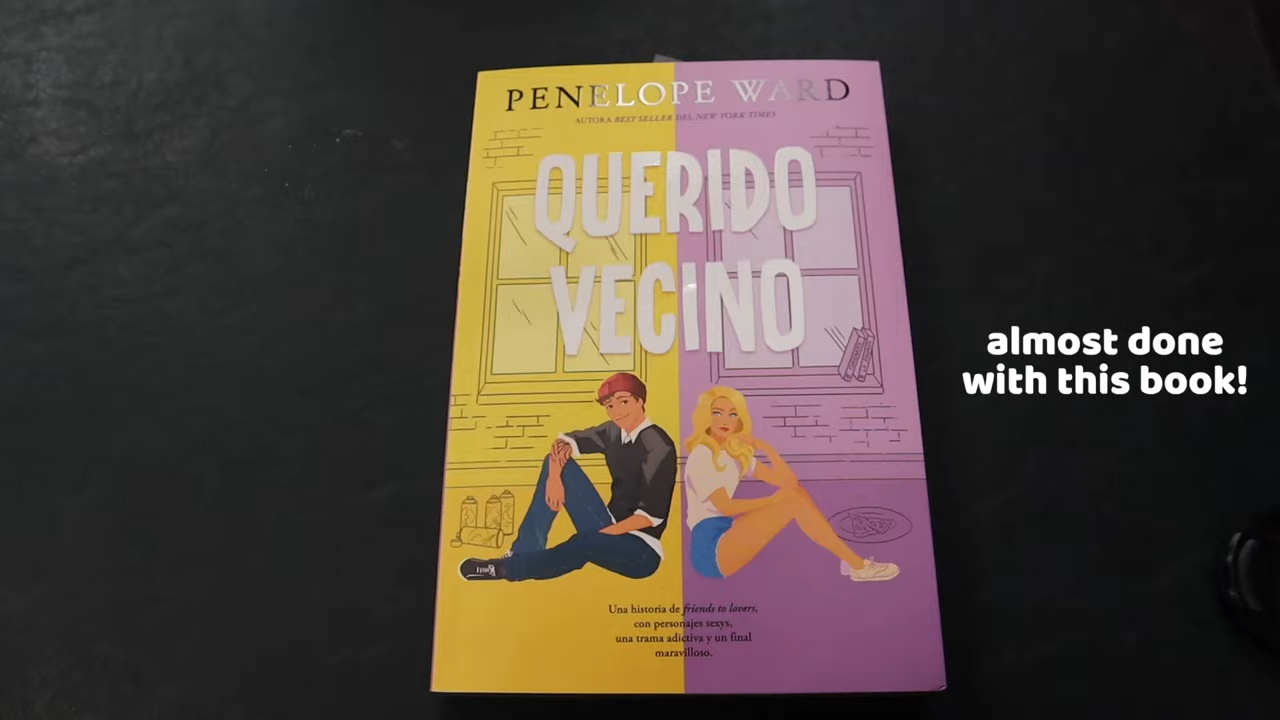 PENELOPE WARD
AUTORA BEST SELLER DEL NEW YORK TIMES
QUERIDO
VECINO
almost done
with this book!
Una historia de friends to lovers,
con personajes sexys,
una trama adictiva y un final
maravilloso.